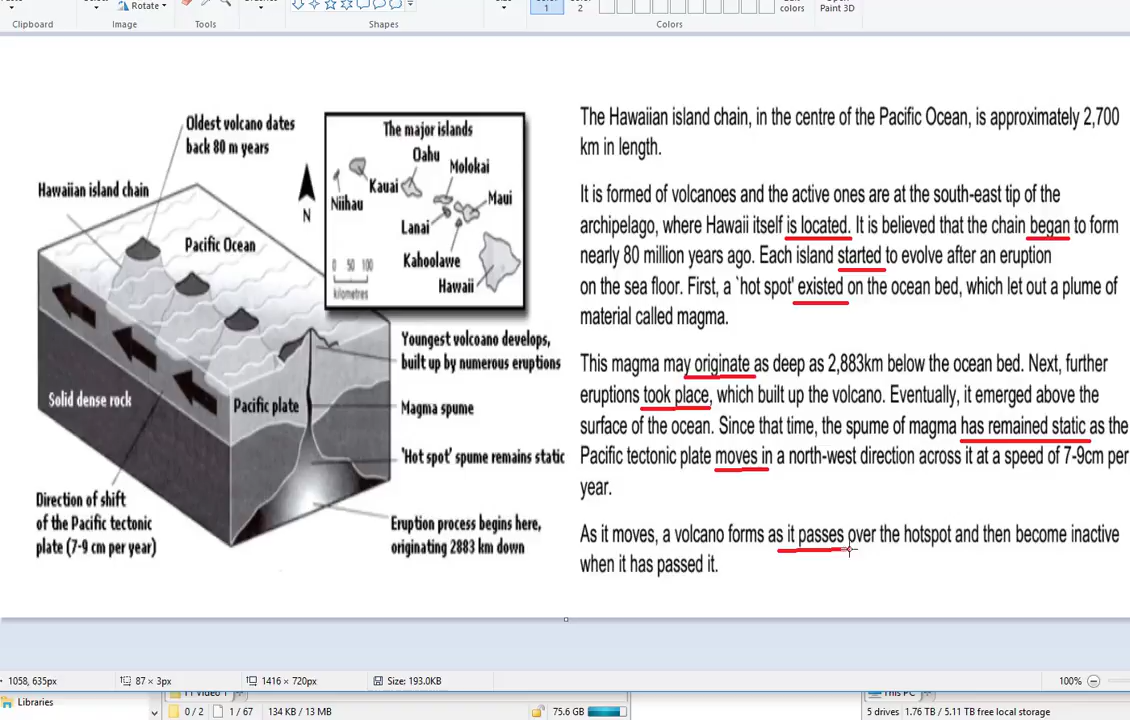 Rotate
Clipboard
Image
Tools
Shapes
Size
1
2
Edit colors
Colors
Open
Paint 3D
Oldest volcano dates
back 80 m years
Hawaiian island chain
Pacific Ocean
Solid dense rock
Pacific plate
Direction of shift
of the Pacific tectonic
plate (7-9 cm per year)
N
The major islands
Oahu
Molokai
Kauai
Maui
Niihau
Lanai
Kahoolawe
0 50 100
Hawaii
kilometres
Youngest volcoano develops,
built up by numerous eruptions
Magma spume
'Hot spot' spume remains static
Eruption process begins here,
originating 2883 km down
The Hawaiian island chain, in the centre of the Pacific Ocean, is approximately 2,700
km in length.
It is formed of volcanoes and the active ones are at the south-east tip of the
archipelago, where Hawaii itself is located. It is believed that the chain began to form
nearly 80 million years ago. Each island started to evolve after an eruption
on the sea floor. First, a `hot spot' existed on the ocean bed, which let out a plume of
material called magma.
This magma may originate as deep as 2,883km below the ocean bed. Next, further
eruptions took place, which built up the volcano. Eventually, it emerged above the
surface of the ocean. Since that time, the spume of magma has remained static as the
Pacific tectonic plate moves in a north-west direction across it at a speed of 7-9cm per
year.
As it moves, a volcano forms as it passes over the hotspot and then become inactive
when it has passed it.
1058, 635px
87 × 3px
1416 × 720px
Size: 193.0KB
100%
Libraries
0 / 2
1 / 67
134 KB / 13 MB
75.6 GB
This PC
5 drives
1.76 TB / 5.11 TB free
local storage